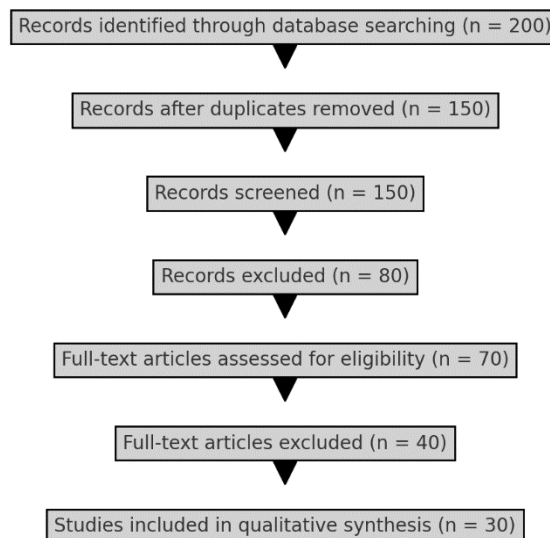 Records identified through database searching (n = 200)
Records after duplicates removed (n = 150)
Records screened (n = 150)
Records excluded (n = 80)
Full-text articles assessed for eligibility (n = 70)
Full-text articles excluded (n = 40)
Studies included in qualitative synthesis (n = 30)